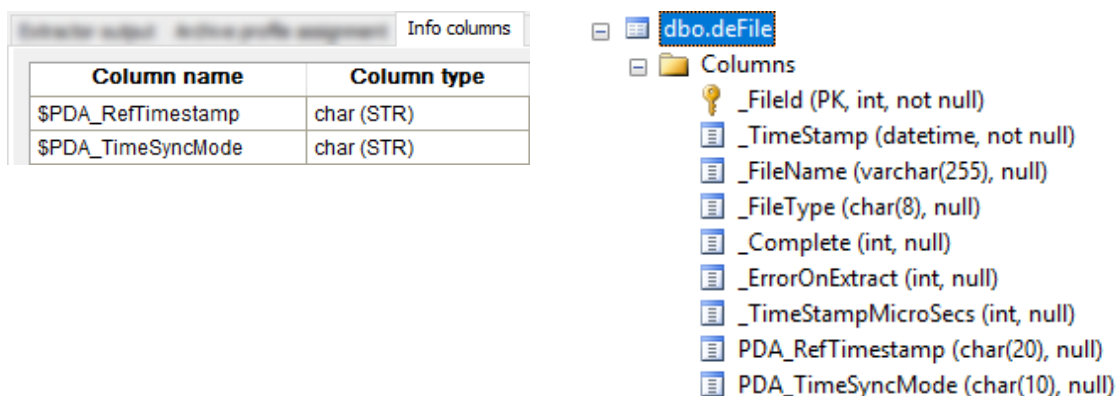 Info columns
Column name Column type
$PDA_RefTimestamp char (STR)
$PDA_TimeSyncMode char (STR)
dbo.deFile
Columns
_FileId (PK, int, not null)
_TimeStamp (datetime, not null)
_FileName (varchar(255), null)
_FileType (char(8), null)
_Complete (int, null)
_ErrorOnExtract (int, null)
_TimeStampMicroSecs (int, null)
PDA_RefTimestamp (char(20), null)
PDA_TimeSyncMode (char(10), null)